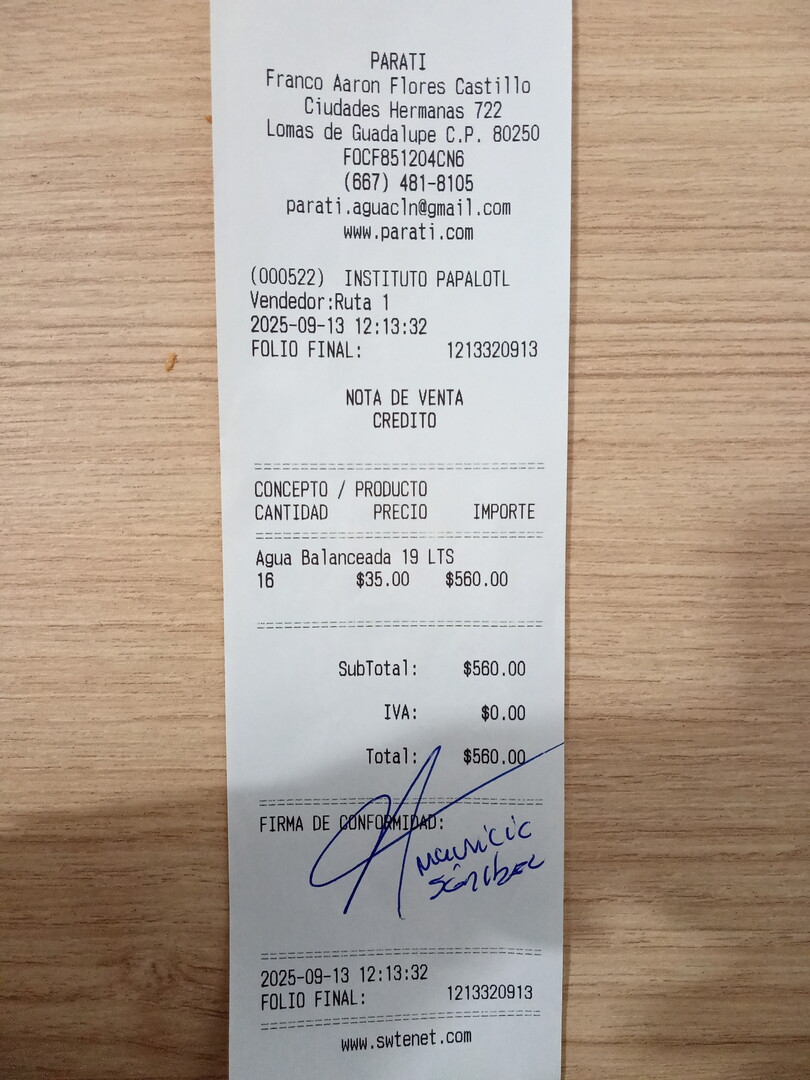 PARATI
Franco Aaron Flores Castillo
Ciudades Hermanas 722
Lomas de Guadalupe C.P. 80250
FOCF851204CN6
(667) 481-8105
parati.aguacln@gmail.com
www.parati.com
(000522) INSTITUTO PAPALOTL
Vendedor:Ruta 1
2025-09-13 12:13:32
FOLIO FINAL: 1213320913
NOTA DE VENTA
CREDITO
CONCEPTO / PRODUCTO
CANTIDAD PRECIO IMPORTE
Agua Balanceada 19 LTS
16 $35.00 $560.00
SubTotal: $560.00
IVA: $0.00
Total: $560.00
FIRMA DE CONFORMIDAD:
2025-09-13 12:13:32
FOLIO FINAL: 1213320913
www.swtenet.com